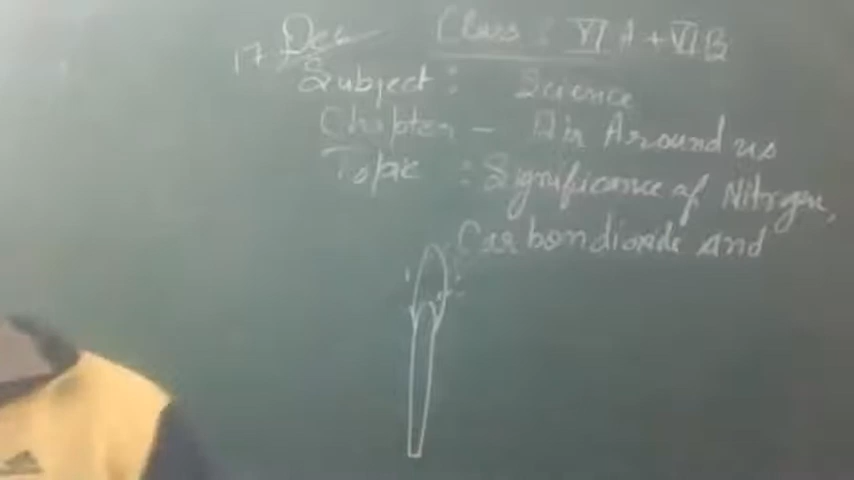 17 Dec Class : VI A + VI B
Subject : Science
Chapter - Air Around us
Topic : Significance of Nitrogen,
Carbondioxide And